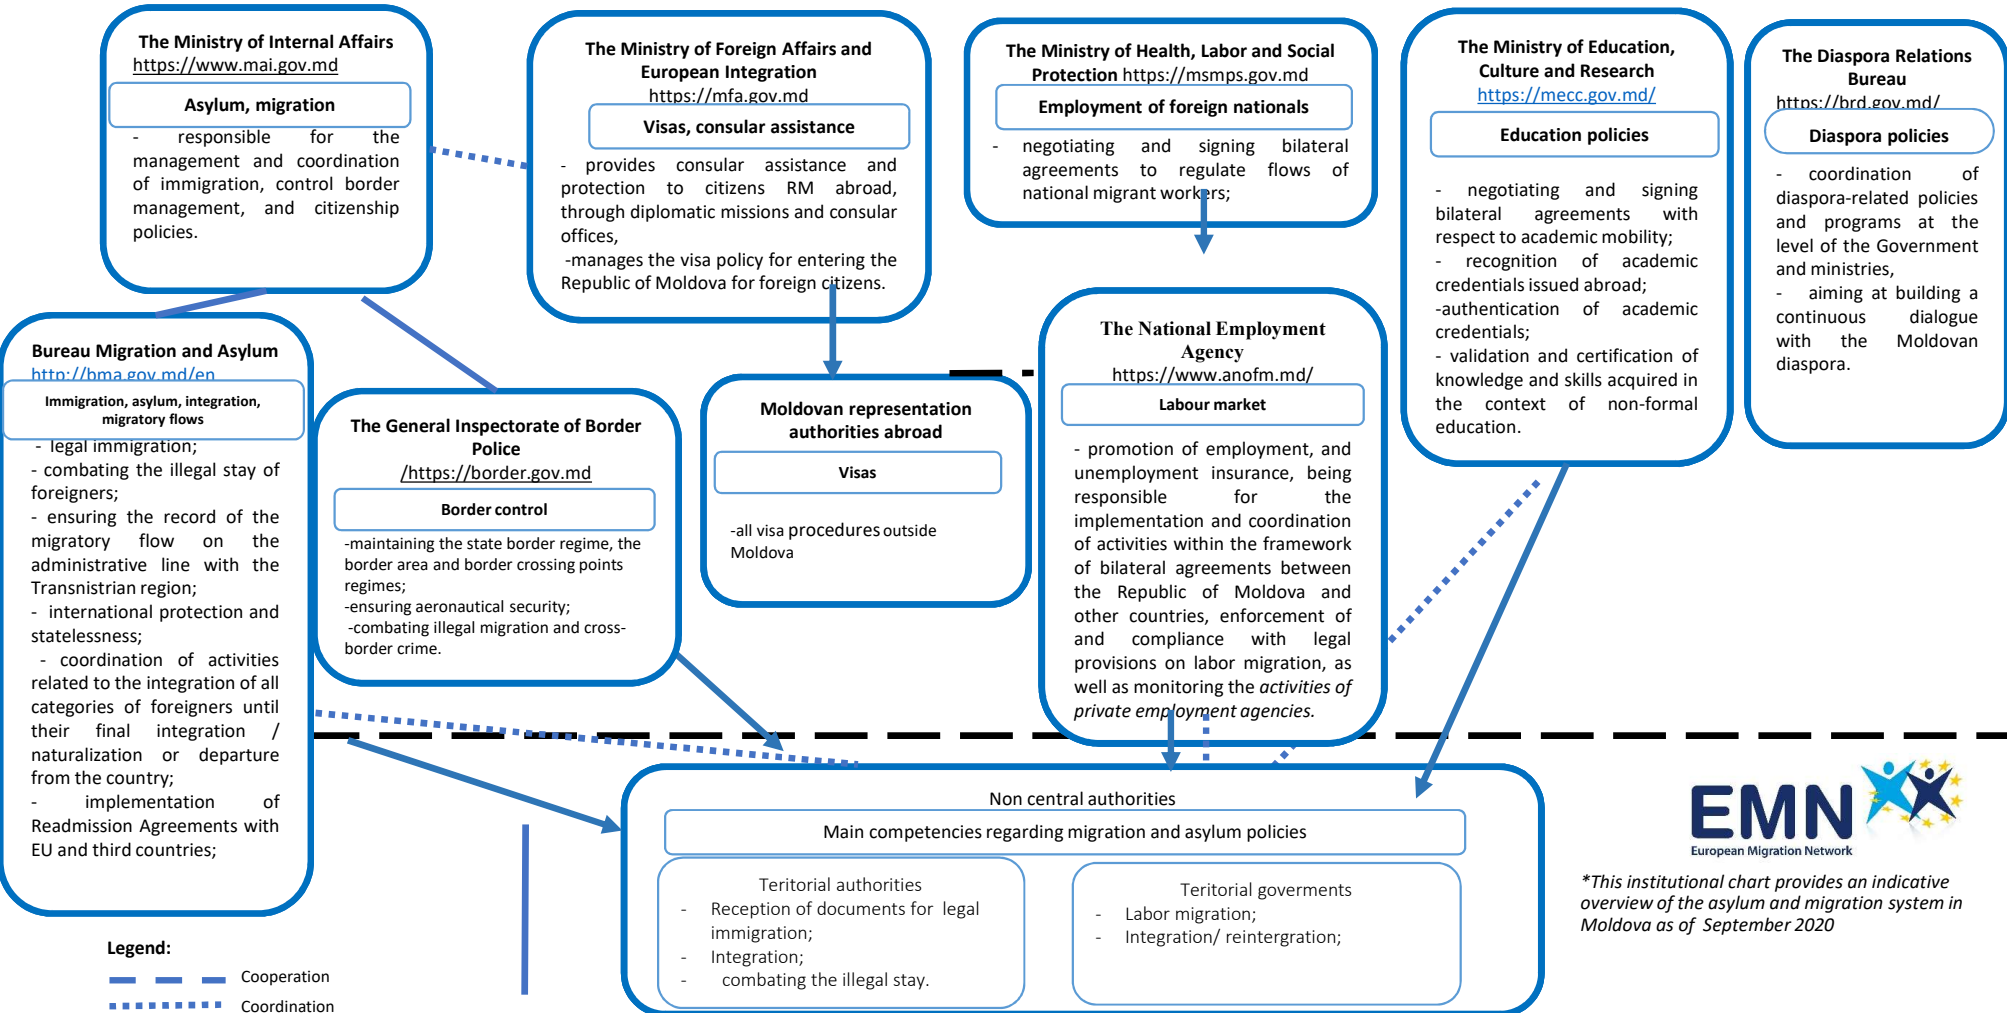 The Ministry of Internal Affairs
https://www.mai.gov.md
Asylum, migration
- responsible for the
management and coordination
of immigration, control border
management, and citizenship
policies.
The Ministry of Foreign Affairs and
European Integration
https://mfa.gov.md
Visas, consular assistance
- provides consular assistance and
protection to citizens RM abroad,
through diplomatic missions and consular
offices,
-manages the visa policy for entering the
Republic of Moldova for foreign citizens.
The Ministry of Health, Labor and Social
Protection https://msmps.gov.md
Employment of foreign nationals
- negotiating and signing bilateral
agreements to regulate flows of
national migrant workers;
The Ministry of Education,
Culture and Research
https://mecc.gov.md/
Education policies
- negotiating and signing
bilateral agreements with
respect to academic mobility;
- recognition of academic
credentials issued abroad;
-authentication of academic
credentials;
- validation and certification of
knowledge and skills acquired in
the context of non-formal
education.
The Diaspora Relations
Bureau
https://brd.gov.md/
Diaspora policies
- coordination of
diaspora-related policies
and programs at the
level of the Government
and ministries,
- aiming at building a
continuous dialogue
with the Moldovan
diaspora.
Bureau Migration and Asylum
http://bma.gov.md/en
Immigration, asylum, integration,
migratory flows
- legal immigration;
- combating the illegal stay of
foreigners;
- ensuring the record of the
migratory flow on the
administrative line with the
Transnistrian region;
- international protection and
statelessness;
- coordination of activities
related to the integration of all
categories of foreigners until
their final integration /
naturalization or departure
from the country;
- implementation of
Readmission Agreements with
EU and third countries;
The General Inspectorate of Border
Police
/https://border.gov.md
Border control
-maintaining the state border regime, the
border area and border crossing points
regimes;
-ensuring aeronautical security;
-combating illegal migration and cross-
border crime.
Moldovan representation
authorities abroad
Visas
-all visa procedures outside
Moldova
The National Employment
Agency
https://www.anofm.md/
Labour market
- promotion of employment, and
unemployment insurance, being
responsible for the
implementation and coordination
of activities within the framework
of bilateral agreements between
the Republic of Moldova and
other countries, enforcement of
and compliance with legal
provisions on labor migration, as
well as monitoring the activities of
private employment agencies.
Non central authorities
Main competencies regarding migration and asylum policies
Teritorial authorities
- Reception of documents for legal
immigration;
- Integration;
- combating the illegal stay.
Teritorial goverments
- Labor migration;
- Integration/ reintergration;
EMN
European Migration Network
*This institutional chart provides an indicative
overview of the asylum and migration system in
Moldova as of September 2020
Legend:
Cooperation
Coordination